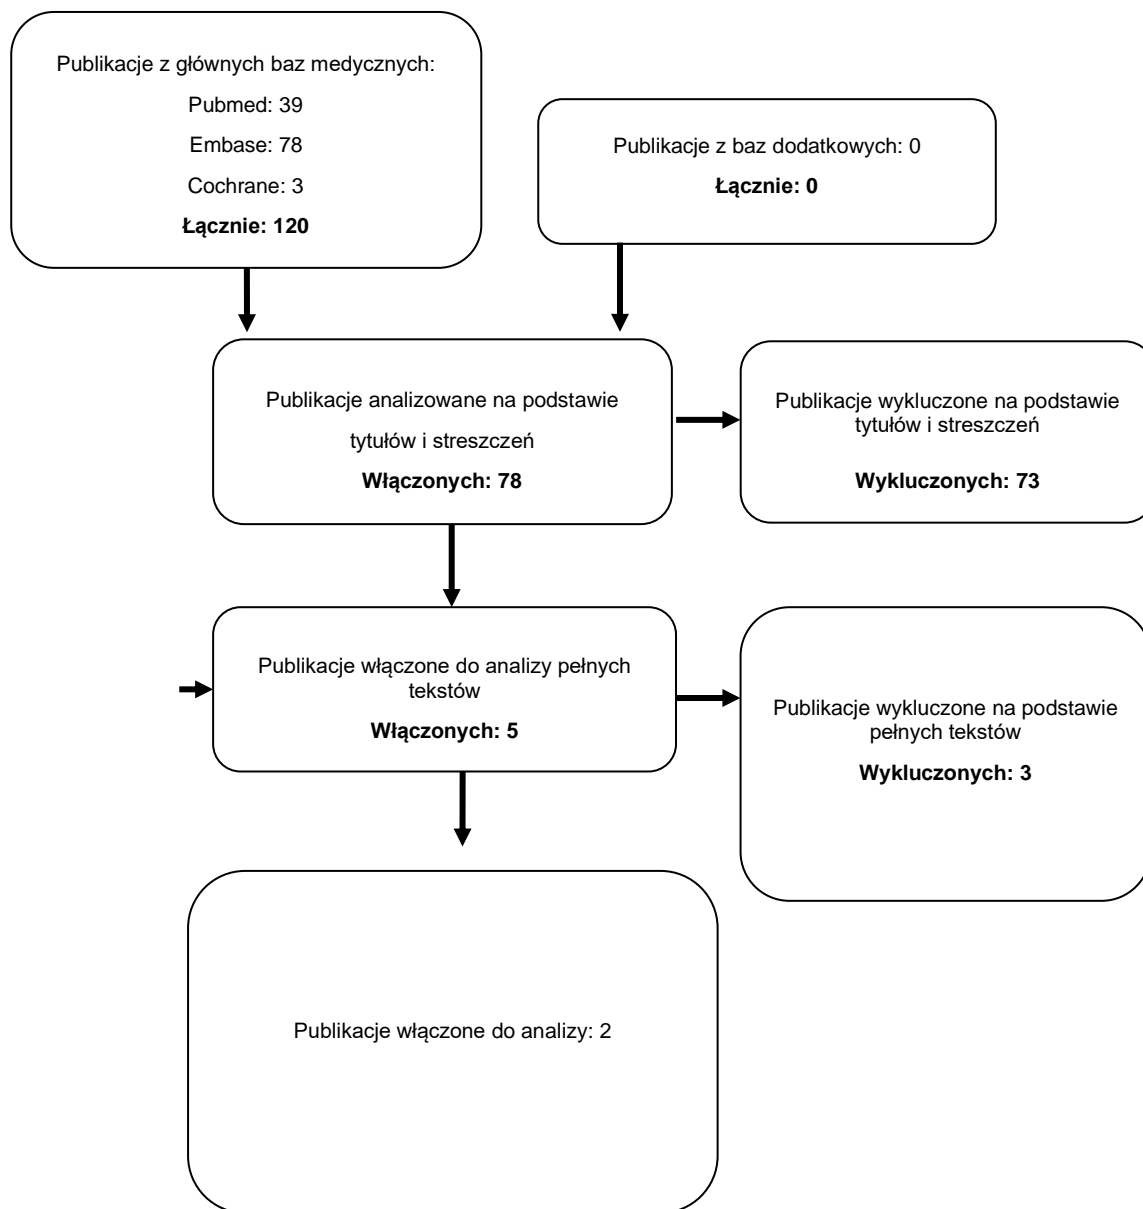 Publikacje z głównych baz medycznych:
Pubmed: 39
Embase: 78
Cochrane: 3
Łącznie: 120
Publikacje z baz dodatkowych: 0
Łącznie: 0
Publikacje analizowane na podstawie
tytułów i streszczeń
Włączonych: 78
Publikacje wykluczone na podstawie
tytułów i streszczeń
Wykluczonych: 73
Publikacje włączone do analizy pełnych
tekstów
Włączonych: 5
Publikacje wykluczone na podstawie
pełnych tekstów
Wykluczonych: 3
Publikacje włączone do analizy: 2